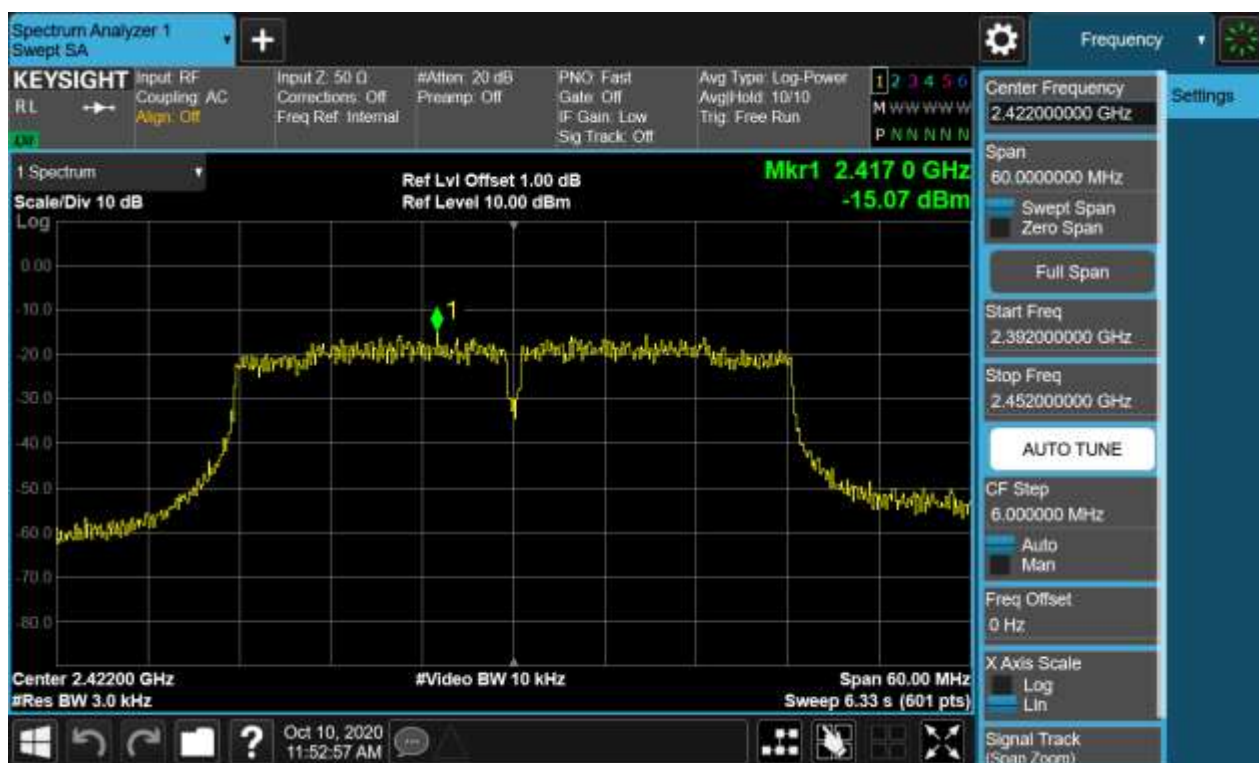 Spectrum Analyzer 1
Swept SA
Frequency
KEYSIGHT
RL
Input: RF
Coupling: AC
Align: Off
Input Z: 50 Ω
Corrections: Off
Freq Ref: Internal
#Atten: 20 dB
Preamp: Off
PNO: Fast
Gate: Off
IF Gain: Low
Sig Track: Off
Avg Type: Log-Power
Avg|Hold: 10/10
Trig: Free Run
1 2 3 4 5 6
M W W W W W
P N N N N N
1 Spectrum
Scale/Div 10 dB
Log
Ref Lvl Offset 1.00 dB
Ref Level 10.00 dBm
Mkr1 2.417 0 GHz
-15.07 dBm
1
0.00
-10.0
-20.0
-30.0
-40.0
-50.0
-60.0
-70.0
-80.0
Center 2.42200 GHz
#Res BW 3.0 kHz
#Video BW 10 kHz
Span 60.00 MHz
Sweep 6.33 s (601 pts)
Oct 10, 2020
11:52:57 AM
?
Center Frequency
2.422000000 GHz
Settings
Span
60.0000000 MHz
Swept Span
Zero Span
Full Span
Start Freq
2.392000000 GHz
Stop Freq
2.452000000 GHz
AUTO TUNE
CF Step
6.000000 MHz
Auto
Man
Freq Offset
0 Hz
X Axis Scale
Log
Lin
Signal Track
(Span Zoom)